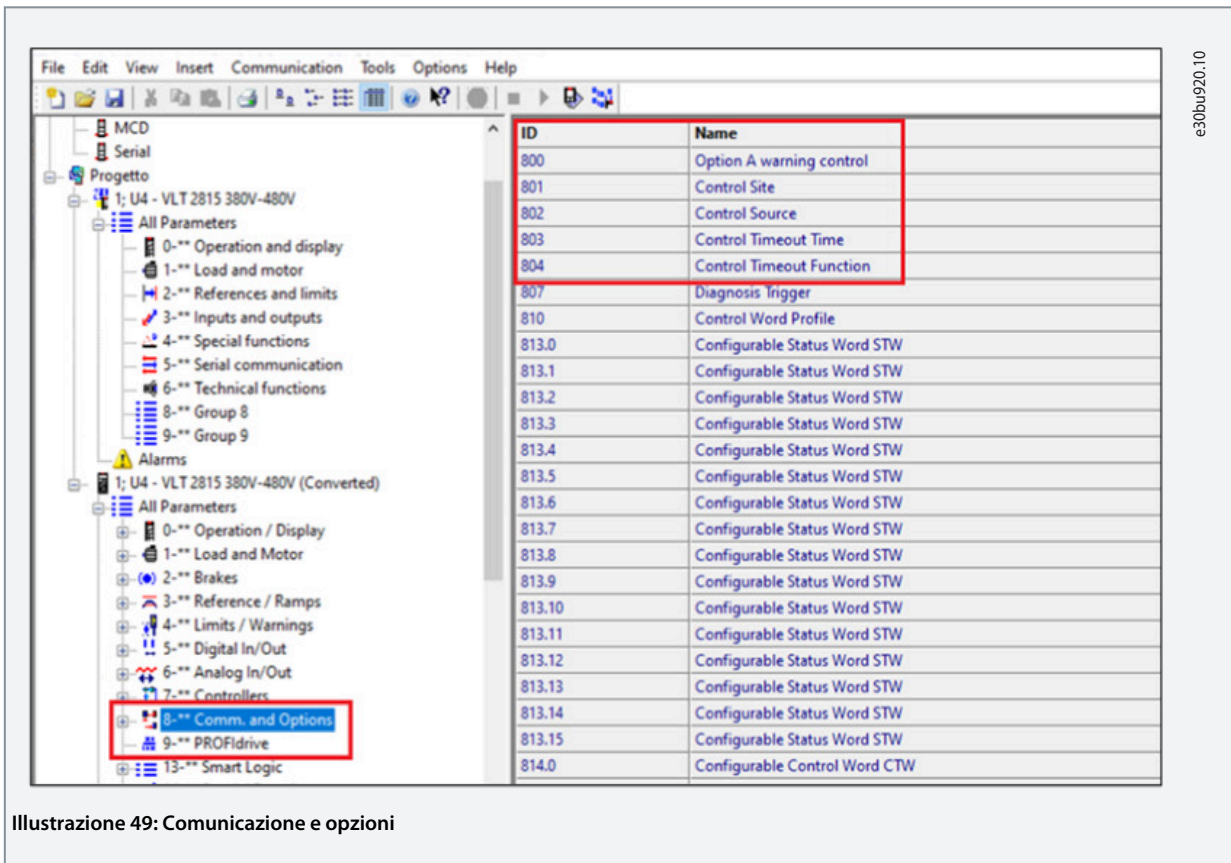 e30bu920.10
File Edit View Insert Communication Tools Options Help
MCD
Serial
Progetto
1; U4 - VLT 2815 380V-480V
All Parameters
0-** Operation and display
1-** Load and motor
2-** References and limits
3-** Inputs and outputs
4-** Special functions
5-** Serial communication
6-** Technical functions
8-** Group 8
9-** Group 9
Alarms
1; U4 - VLT 2815 380V-480V (Converted)
All Parameters
0-** Operation / Display
1-** Load and Motor
2-** Brakes
3-** Reference / Ramps
4-** Limits / Warnings
5-** Digital In/Out
6-** Analog In/Out
7-** Controllers
8-** Comm. and Options
9-** PROFIdrive
13-** Smart Logic
ID Name
800 Option A warning control
801 Control Site
802 Control Source
803 Control Timeout Time
804 Control Timeout Function
807 Diagnosis Trigger
810 Control Word Profile
813.0 Configurable Status Word STW
813.1 Configurable Status Word STW
813.2 Configurable Status Word STW
813.3 Configurable Status Word STW
813.4 Configurable Status Word STW
813.5 Configurable Status Word STW
813.6 Configurable Status Word STW
813.7 Configurable Status Word STW
813.8 Configurable Status Word STW
813.9 Configurable Status Word STW
813.10 Configurable Status Word STW
813.11 Configurable Status Word STW
813.12 Configurable Status Word STW
813.13 Configurable Status Word STW
813.14 Configurable Status Word STW
813.15 Configurable Status Word STW
814.0 Configurable Control Word CTW
Illustrazione 49: Comunicazione e opzioni